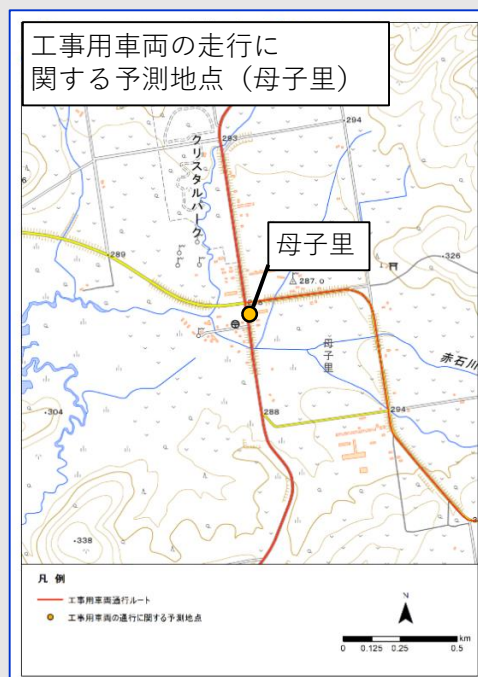 工事用車両の走行に
関する予測地点（母子里）
293
294
クリスタルパーク
母子里
289
287.0
326
母子里
赤石川
304
288
294
338
凡 例
工事用車両通行ルート
工事用車両の通行に関する予測地点
N
km
0 0.125 0.25 0.5